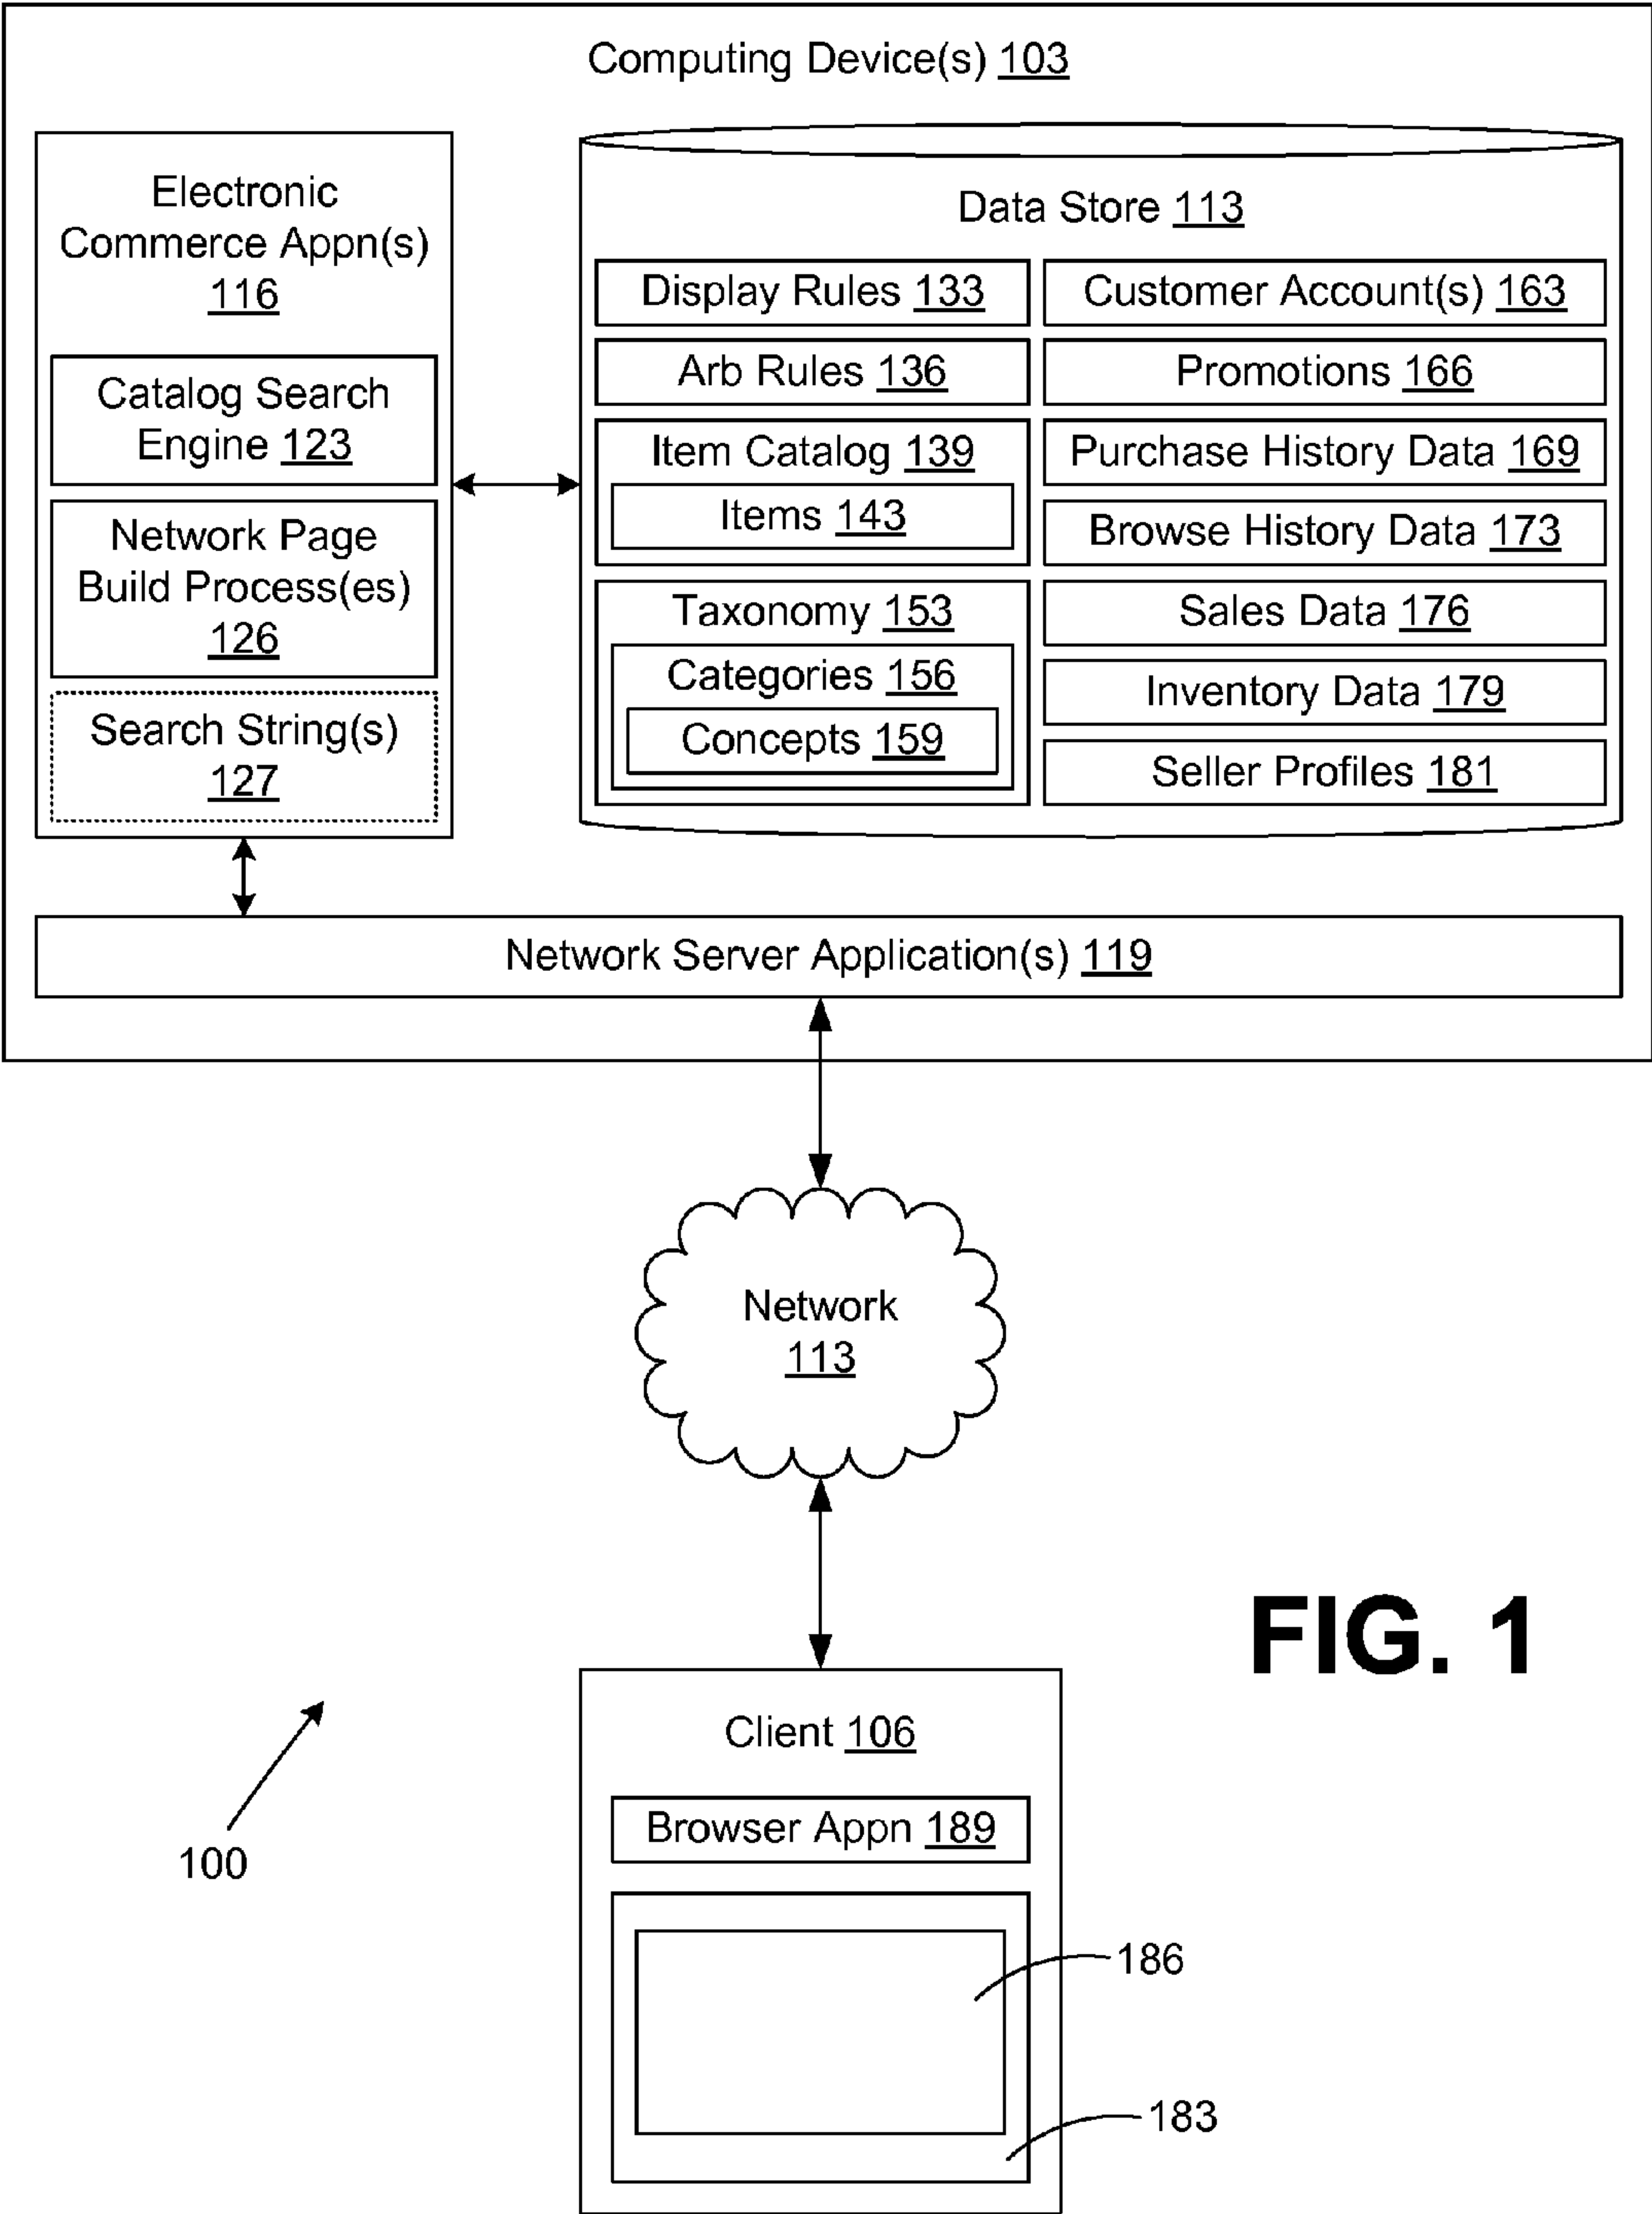 Computing Device(s) 103
Electronic
Commerce Appn(s)
116
Catalog Search
Engine 123
Network Page
Build Process(es)
126
Search String(s)
127
Data Store 113
Display Rules 133
Arb Rules 136
Item Catalog 139
Items 143
Taxonomy 153
Categories 156
Concepts 159
Customer Account(s) 163
Promotions 166
Purchase History Data 169
Browse History Data 173
Sales Data 176
Inventory Data 179
Seller Profiles 181
Network Server Application(s) 119
Network
113
FIG. 1
Client 106
Browser Appn 189
100
186
183